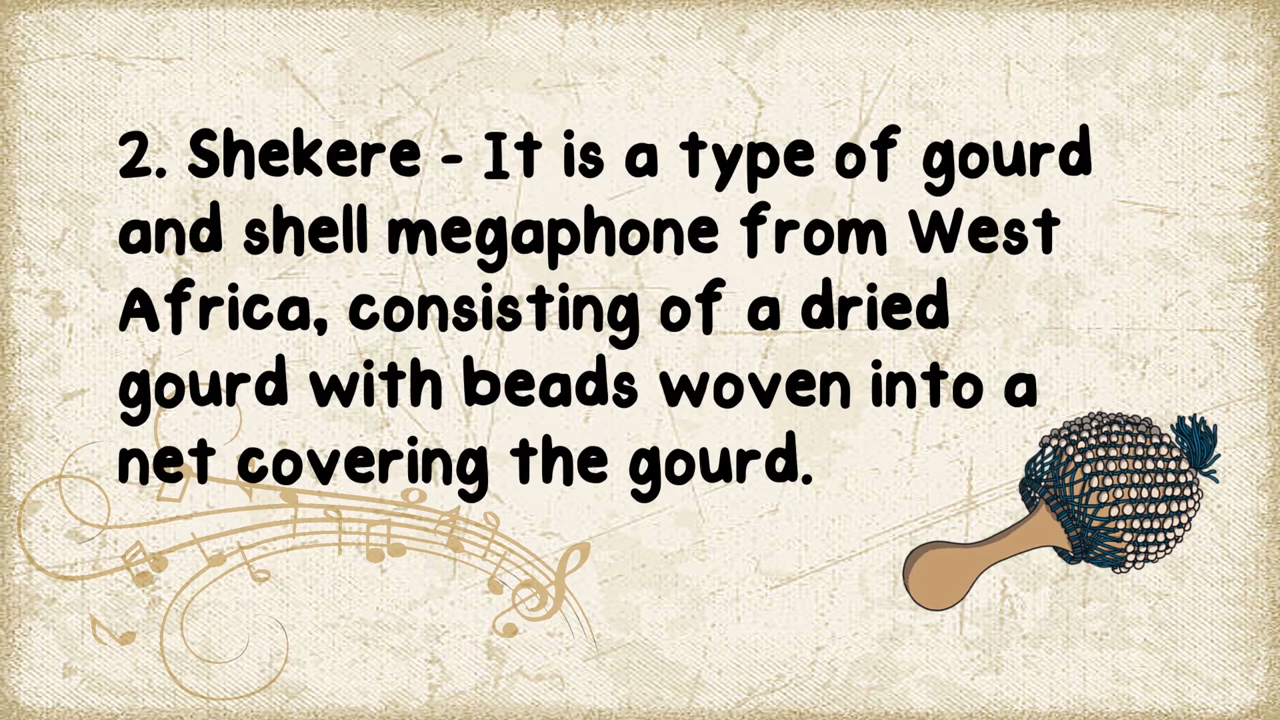 2. Shekere - It is a type of gourd
and shell megaphone from West
Africa, consisting of a dried
gourd with beads woven into a
net covering the gourd.